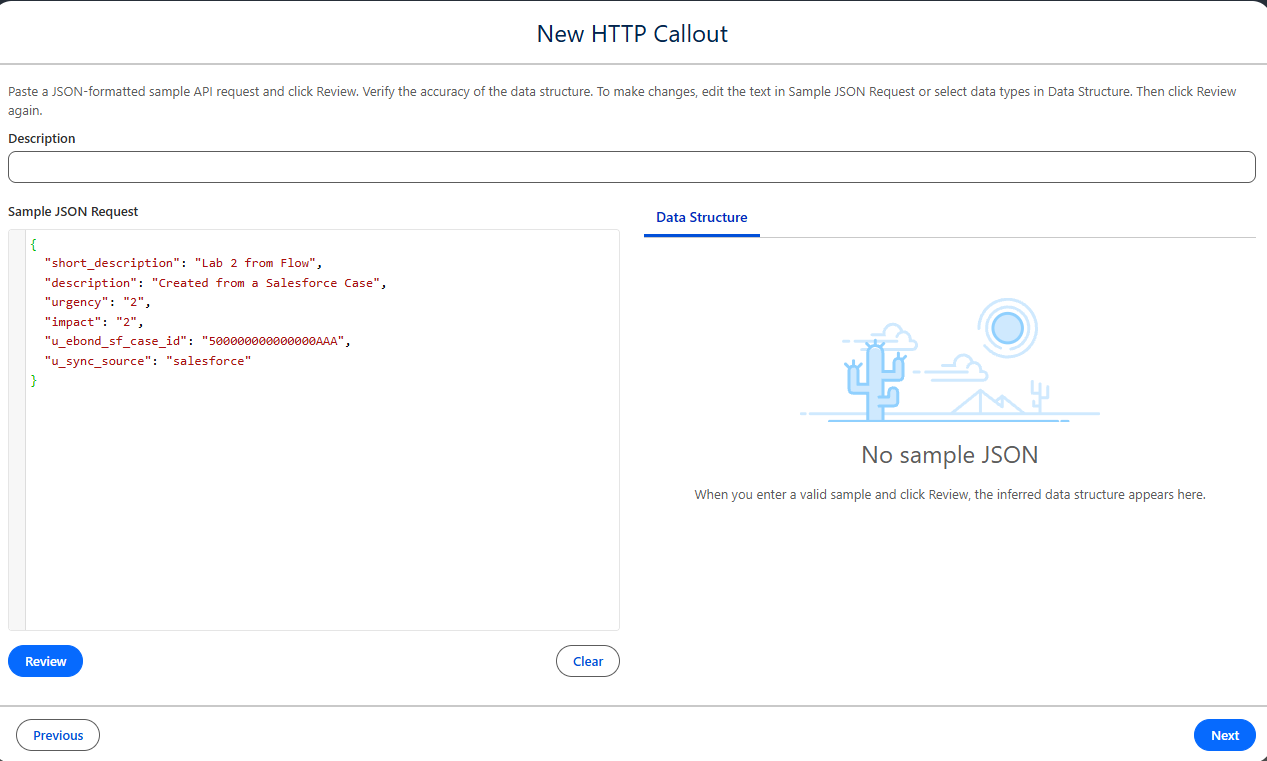 New HTTP Callout
Paste a JSON-formatted sample API request and click Review. Verify the accuracy of the data structure. To make changes, edit the text in Sample JSON Request or select data types in Data Structure. Then click Review
again.
Description
Sample JSON Request
{
  "short_description": "Lab 2 from Flow",
  "description": "Created from a Salesforce Case",
  "urgency": "2",
  "impact": "2",
  "u_ebond_sf_case_id": "500000000000000AAA",
  "u_sync_source": "salesforce"
}
Review
Clear
Data Structure
No sample JSON
When you enter a valid sample and click Review, the inferred data structure appears here.
Previous
Next